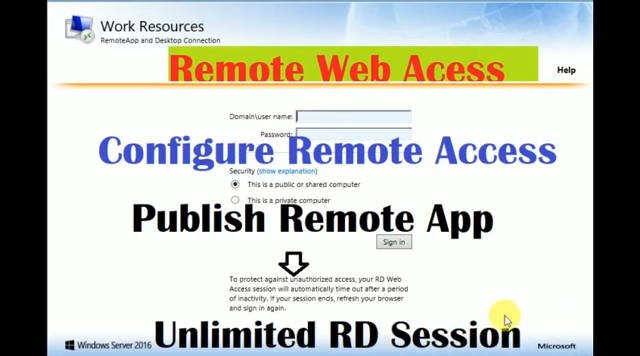 Work Resources
RemoteApp and Desktop Connection
Remote Web Acess
Help
Domain\user name:
Password:
Configure Remote Access
Security (show explanation)
This is a public or shared computer
This is a private computer
Publish Remote App
Sign in
To protect against unauthorized access, your RD Web
Access session will automatically time out after a period
of inactivity. If your session ends, refresh your browser
and sign in again.
Unlimited RD Session
Windows Server 2016
Microsoft